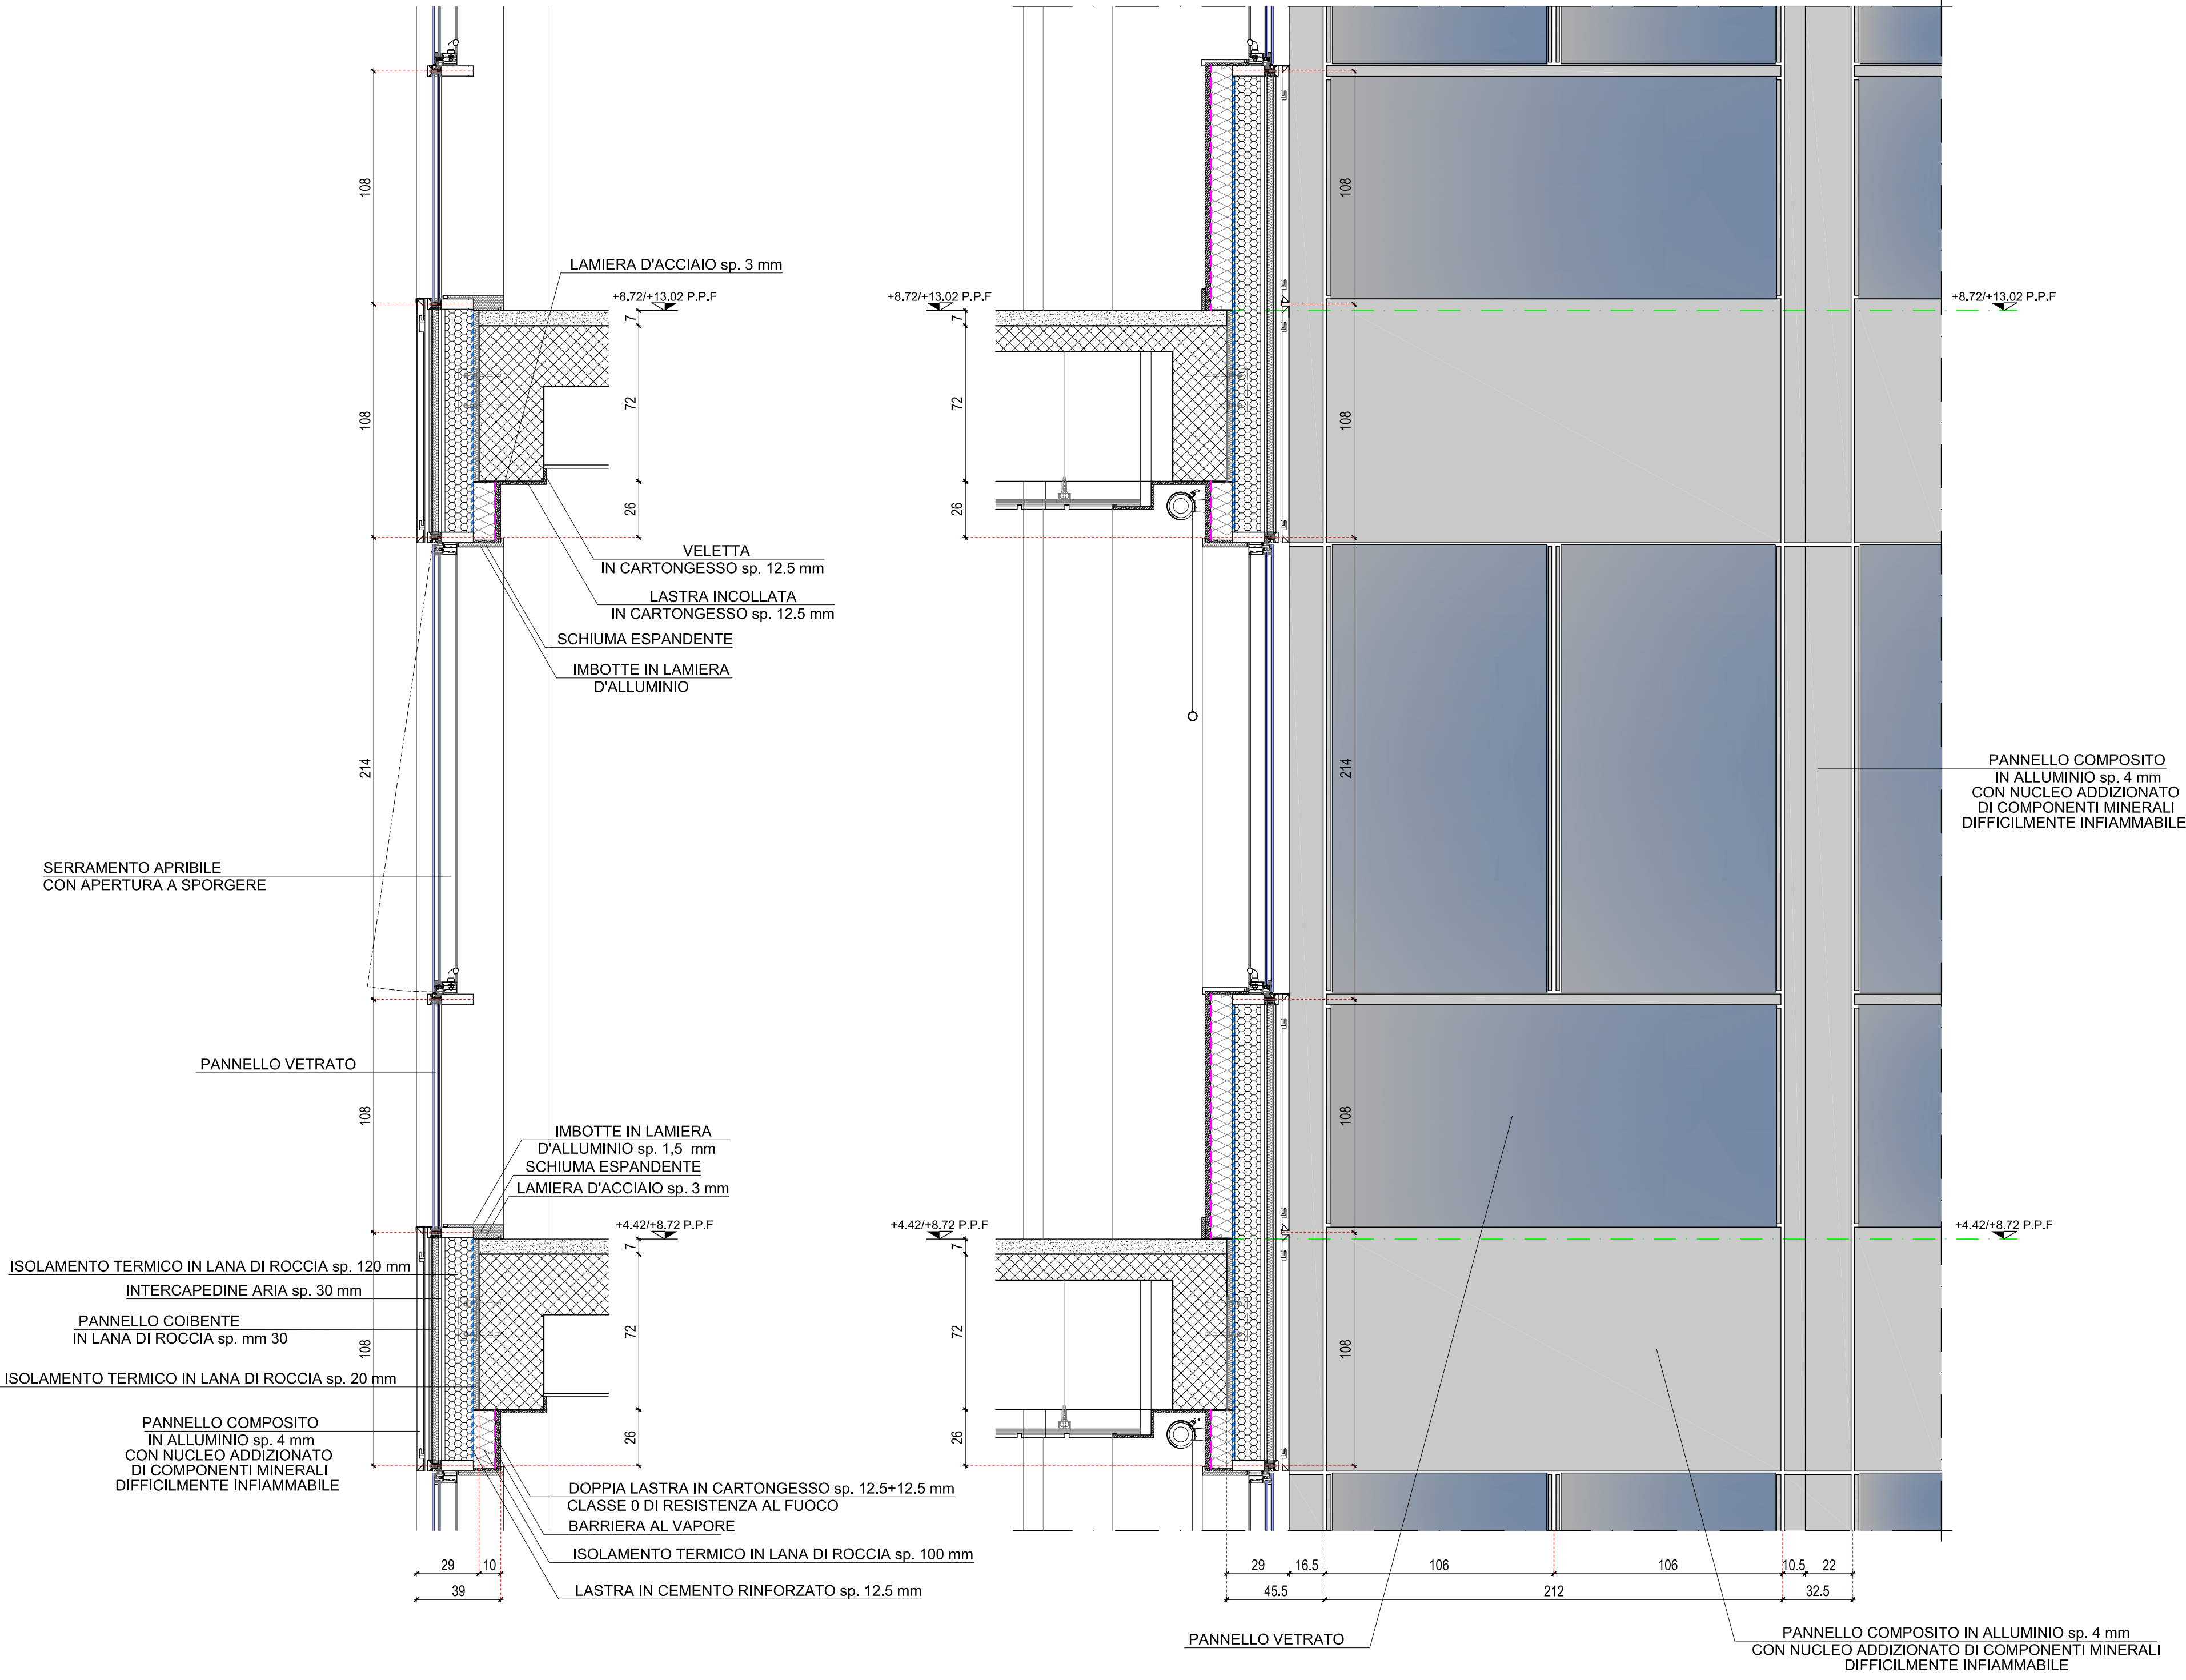 LAMIERA D'ACCIAIO sp. 3 mm
+8.72/+13.02 P.P.F
+8.72/+13.02 P.P.F
+8.72/+13.02 P.P.F
108
108
7
7
108
72
72
108
26
26
VELETTA
IN CARTONGESSO sp. 12.5 mm
LASTRA INCOLLATA
IN CARTONGESSO sp. 12.5 mm
SCHIUMA ESPANDENTE
IMBOTTE IN LAMIERA
D'ALLUMINIO
214
214
PANNELLO COMPOSITO
IN ALLUMINIO sp. 4 mm
CON NUCLEO ADDIZIONATO
DI COMPONENTI MINERALI
DIFFICILMENTE INFIAMMABILE
SERRAMENTO APRIBILE
CON APERTURA A SPORGERE
PANNELLO VETRATO
108
108
IMBOTTE IN LAMIERA
D'ALLUMINIO sp. 1,5 mm
SCHIUMA ESPANDENTE
LAMIERA D'ACCIAIO sp. 3 mm
+4.42/+8.72 P.P.F
+4.42/+8.72 P.P.F
+4.42/+8.72 P.P.F
7
7
ISOLAMENTO TERMICO IN LANA DI ROCCIA sp. 120 mm
INTERCAPEDINE ARIA sp. 30 mm
PANNELLO COIBENTE
IN LANA DI ROCCIA sp. mm 30
108
72
72
108
ISOLAMENTO TERMICO IN LANA DI ROCCIA sp. 20 mm
PANNELLO COMPOSITO
IN ALLUMINIO sp. 4 mm
CON NUCLEO ADDIZIONATO
DI COMPONENTI MINERALI
DIFFICILMENTE INFIAMMABILE
26
26
DOPPIA LASTRA IN CARTONGESSO sp. 12.5+12.5 mm
CLASSE 0 DI RESISTENZA AL FUOCO
BARRIERA AL VAPORE
ISOLAMENTO TERMICO IN LANA DI ROCCIA sp. 100 mm
LASTRA IN CEMENTO RINFORZATO sp. 12.5 mm
29 10
39
29 16.5 106 106 10.5 22
45.5 212 32.5
PANNELLO VETRATO
PANNELLO COMPOSITO IN ALLUMINIO sp. 4 mm
CON NUCLEO ADDIZIONATO DI COMPONENTI MINERALI
DIFFICILMENTE INFIAMMABILE